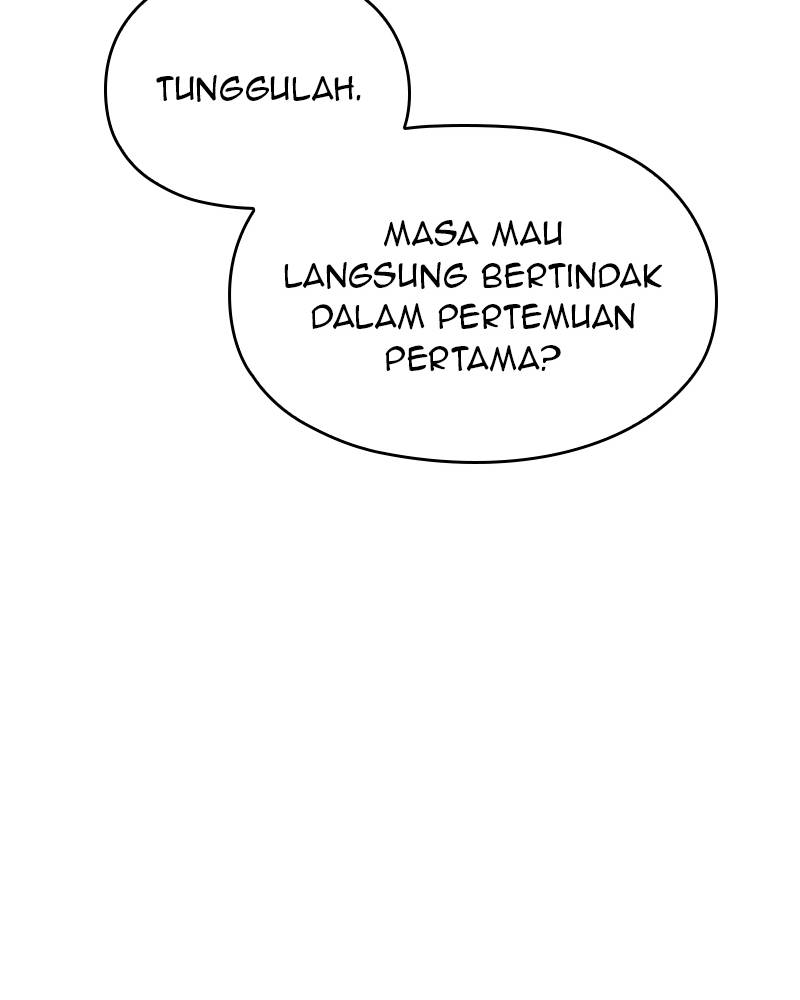 TUNGGULAH.
MASA MAU
LANGSUNG BERTINDAK
DALAM PERTEMUAN
PERTAMA?